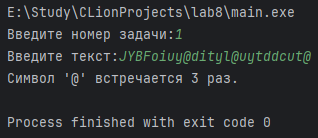 E:\Study\CLionProjects\lab8\main.exe
Введите номер задачи:1
Введите текст:JYBFoiuy@dityl@uytddcut@
Символ '@' встречается 3 раз.
Process finished with exit code 0